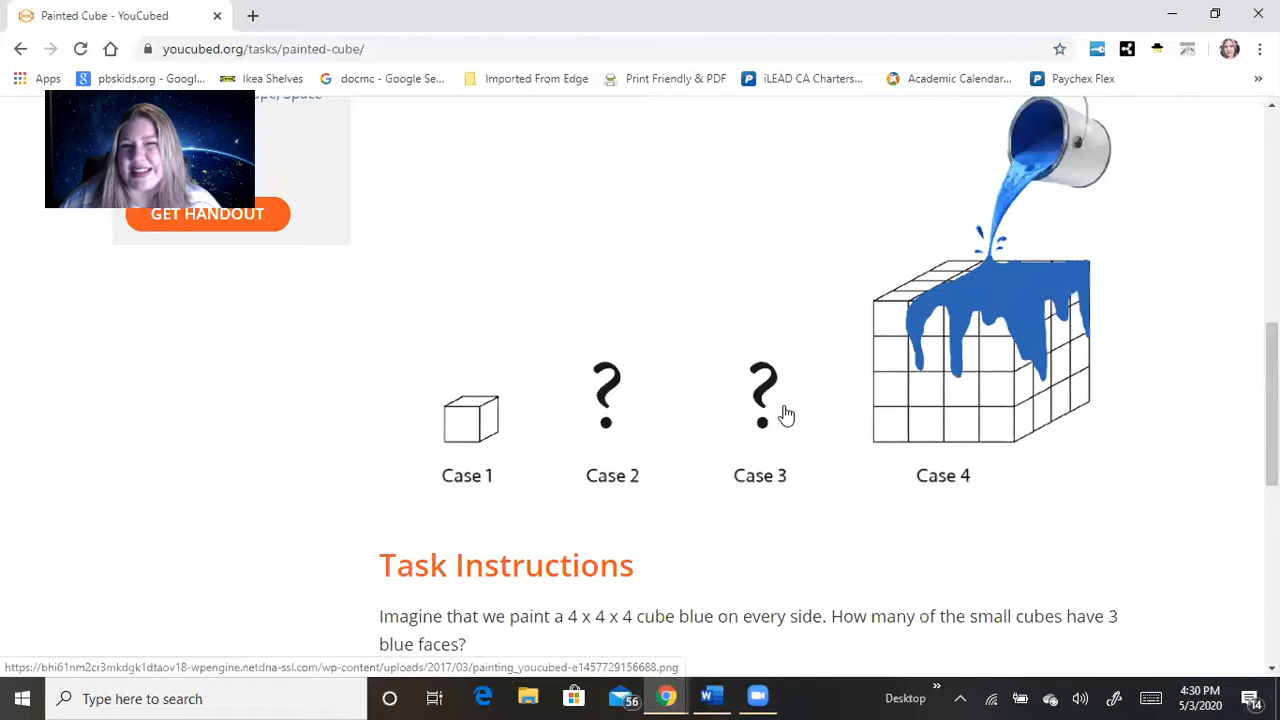 Painted Cube - YouCubed
youcubed.org/tasks/painted-cube/
Apps pbskids.org - Googl... Ikea Shelves docmc - Google Se... Imported From Edge Print Friendly & PDF iLEAD CA Charters... Academic Calendar... Paychex Flex
Space
GET HANDOUT
? ?
Case 1 Case 2 Case 3 Case 4
Task Instructions
Imagine that we paint a 4 x 4 x 4 cube blue on every side. How many of the small cubes have 3
blue faces?
https://bhi61nm2cr3mkdgk1dtaov18-wpengine.netdna-ssl.com/wp-content/uploads/2017/03/painting_youcubed-e1457729156688.png
Type here to search 56 Desktop 4:30 PM
5/3/2020 14